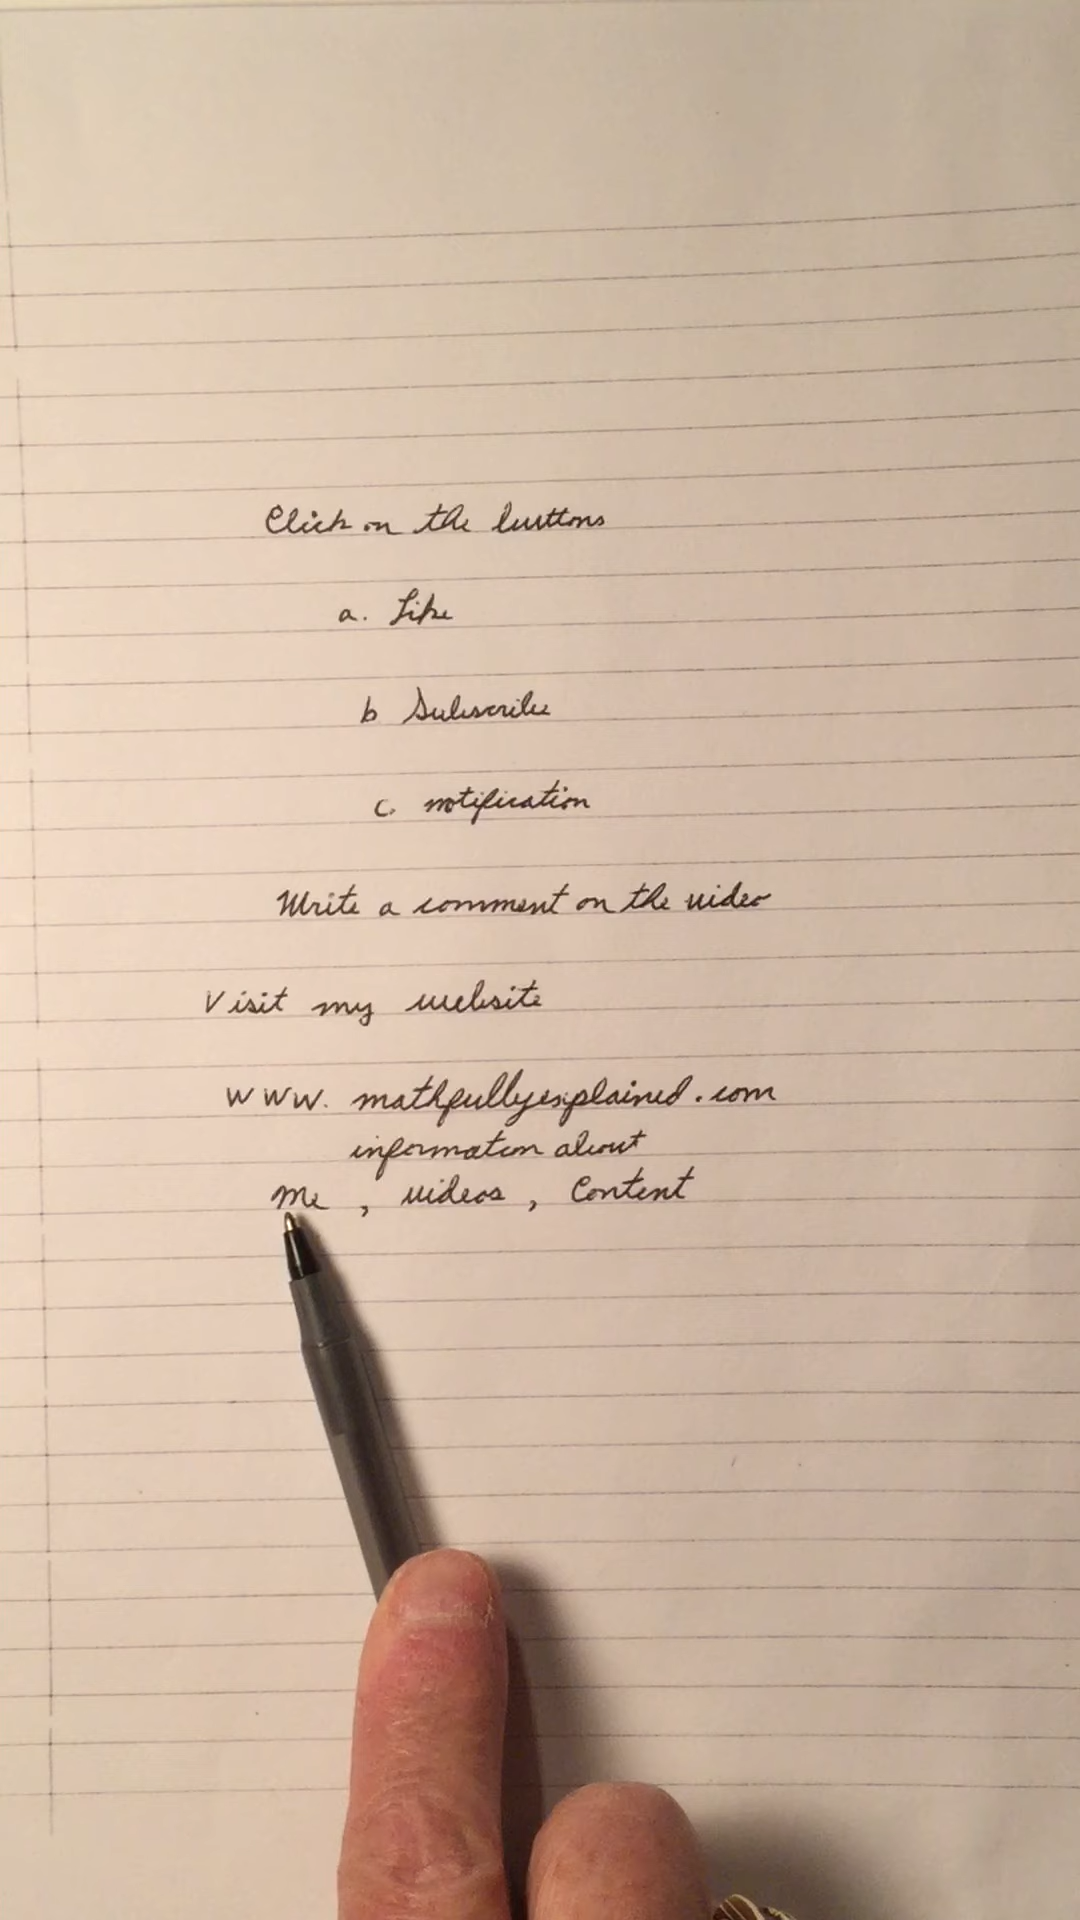 Click on the buttons
a. Like
b Subscribe
c. notification
Write a comment on the video
Visit my website
www. mathfullyexplained.com
information about
me , videos , Content